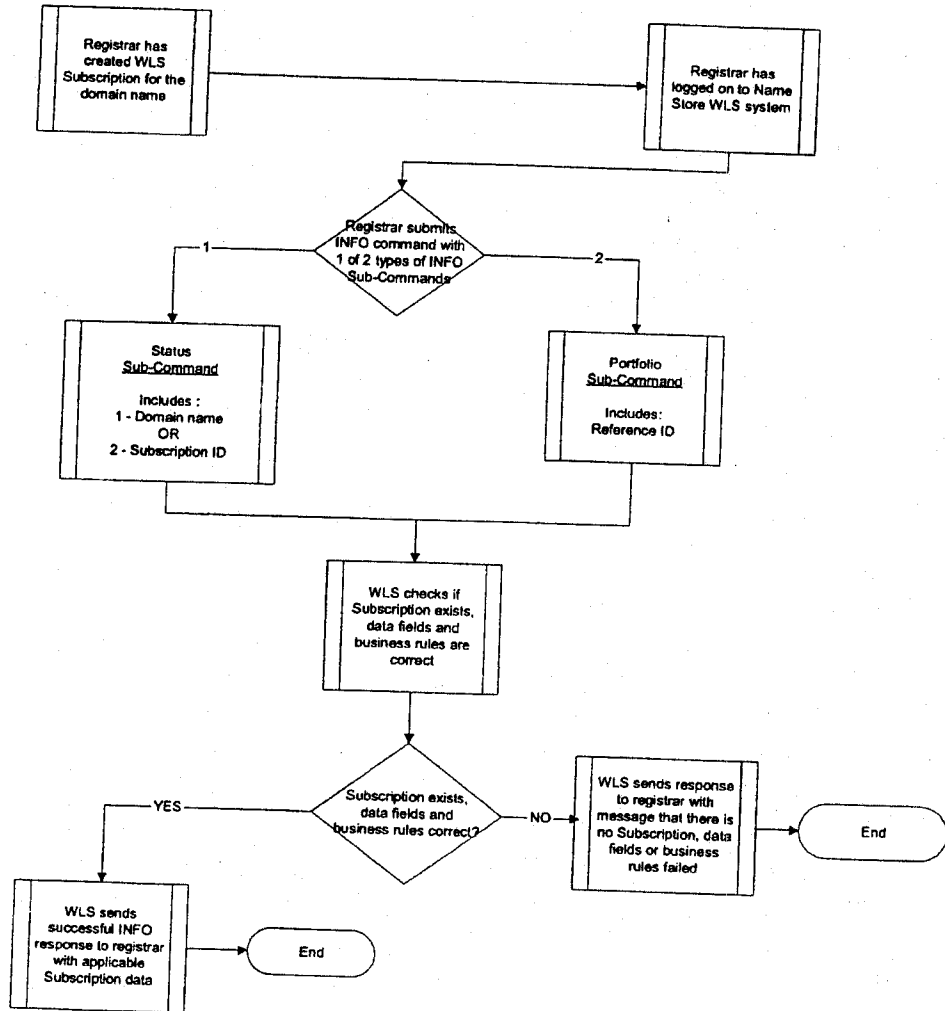 Registrar has
created WLS
Subscription for the
domain name
Registrar has
logged on to Name
Store WLS system
Registrar submits
INFO command with
1 of 2 types of INFO
Sub-Commands
1
2
Status
Sub-Command
Includes :
1 - Domain name
OR
2 - Subscription ID
Portfolio
Sub-Command
Includes:
Reference ID
WLS checks if
Subscription exists,
data fields and
business rules are
correct
Subscription exists,
data fields and
business rules correct?
YES
NO
WLS sends response
to registrar with
message that there is
no Subscription, data
fields or business
rules failed
End
WLS sends
successful INFO
response to registrar
with applicable
Subscription data
End